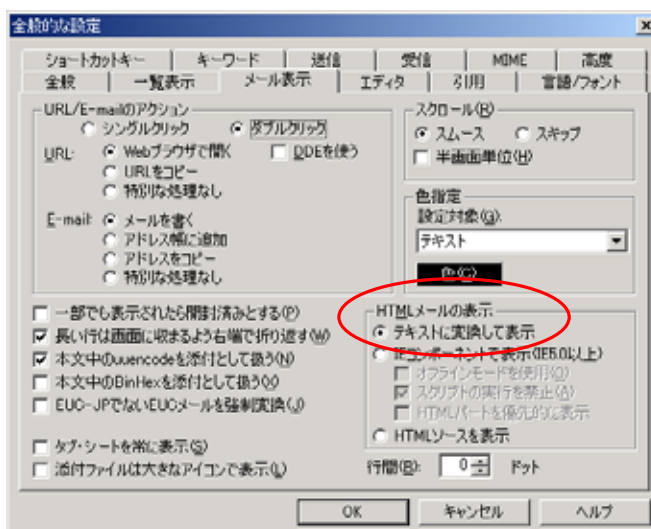 全般的な設定
ショートカットキー キーワード 送信 受信 MIME 高度
全般 一覧表示 メール表示 エディタ 引用 言語/フォント
URL/E-mailのアクション
シングルクリック ダブルクリック
URL: Webブラウザで開く DDEを使う
URLをコピー
特別な処理なし
E-mail: メールを書く
アドレス帳に追加
アドレスをコピー
特別な処理なし
スクロール(R)
スムース スキップ
半画面単位(H)
色指定
設定対象(G):
テキスト
色(C)
一部でも表示されたら開封済みとする(P)
長い行は画面に収まるよう右端で折り返す(W)
本文中のuuencodeを添付として扱う(N)
本文中のBinHexを添付として扱う(X)
EUC-JPでないEUCメールを強制変換(J)
タブ・シートを常に表示(S)
添付ファイルは大きなアイコンで表示(L)
HTMLメールの表示
テキストに変換して表示
IEコンポーネントで表示(IE5.0以上)
オフラインモードを使用(O)
スクリプトの実行を禁止(A)
HTMLパートを優先的に表示
HTMLソースを表示
行間(B): 0 ドット
OK キャンセル ヘルプ